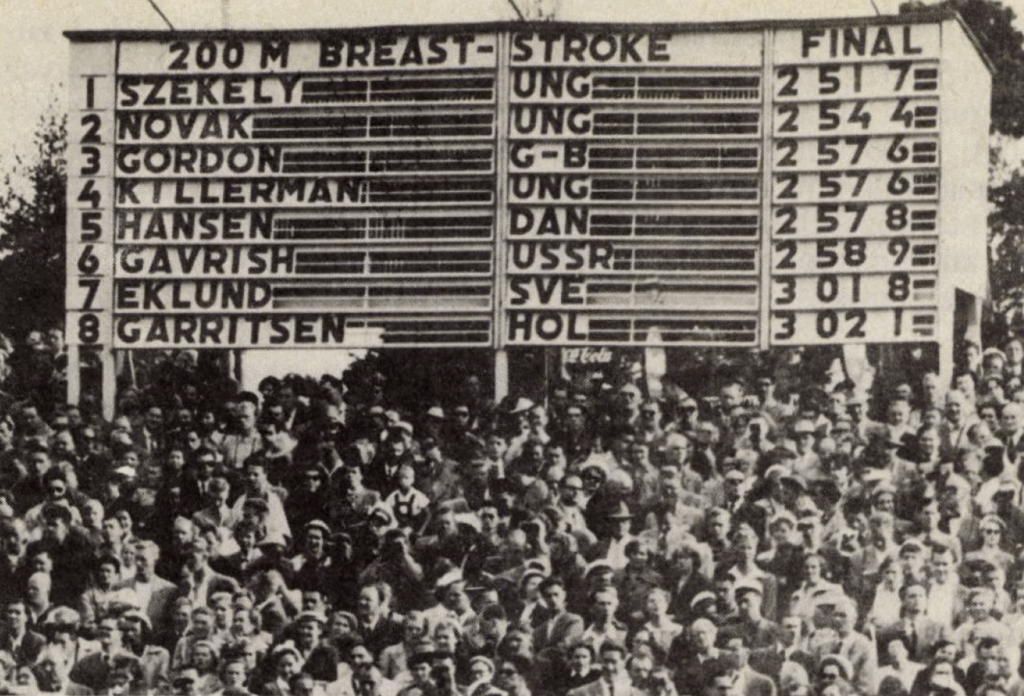 200 M BREAST-STROKE FINAL
1 SZEKELY UNG 2 51 7
2 NOVAK UNG 2 54 4
3 GORDON G-B 2 57 6
4 KILLERMAN UNG 2 57 6
5 HANSEN DAN 2 57 8
6 GAVRISH USSR 2 58 9
7 EKLUND SVE 3 01 8
8 GARRITSEN HOL 3 02 1